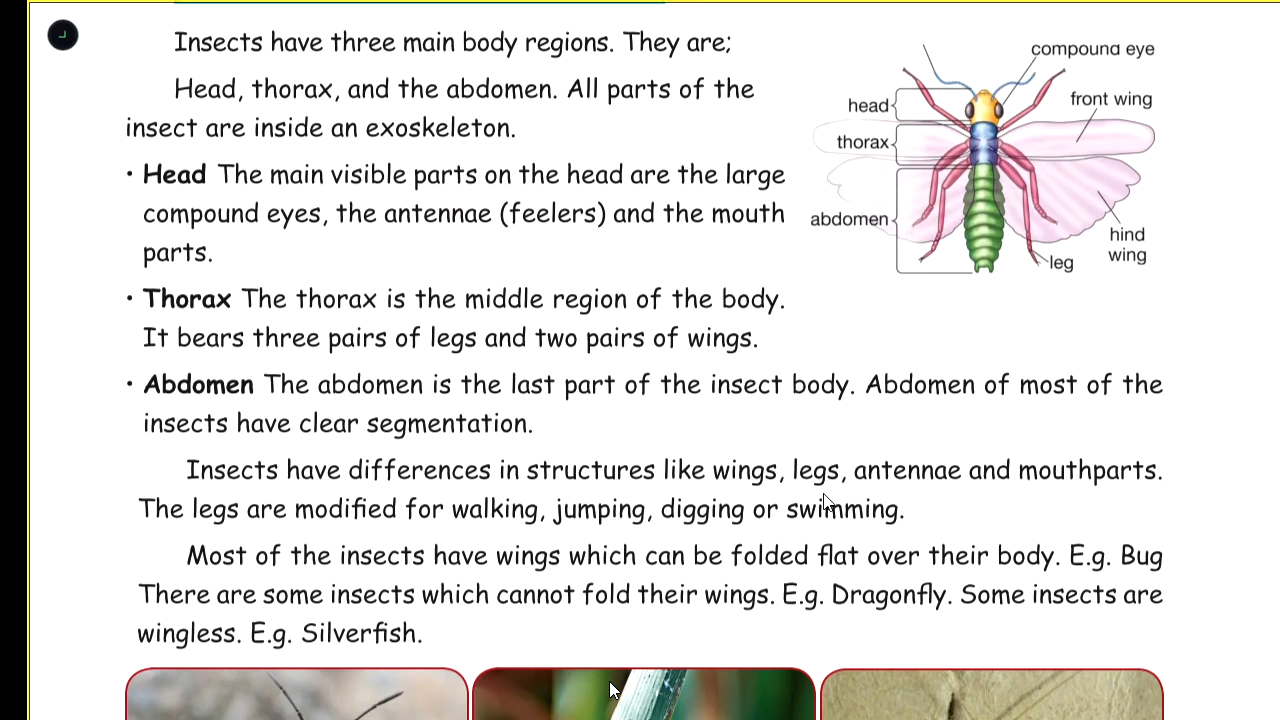 Insects have three main body regions. They are;
Head, thorax, and the abdomen. All parts of the
insect are inside an exoskeleton.
• Head The main visible parts on the head are the large
compound eyes, the antennae (feelers) and the mouth
parts.
• Thorax The thorax is the middle region of the body.
It bears three pairs of legs and two pairs of wings.
• Abdomen The abdomen is the last part of the insect body. Abdomen of most of the
insects have clear segmentation.
Insects have differences in structures like wings, legs, antennae and mouthparts.
The legs are modified for walking, jumping, digging or swimming.
Most of the insects have wings which can be folded flat over their body. E.g. Bug
There are some insects which cannot fold their wings. E.g. Dragonfly. Some insects are
wingless. E.g. Silverfish.
compound eye
head
front wing
thorax
abdomen
hind
wing
leg